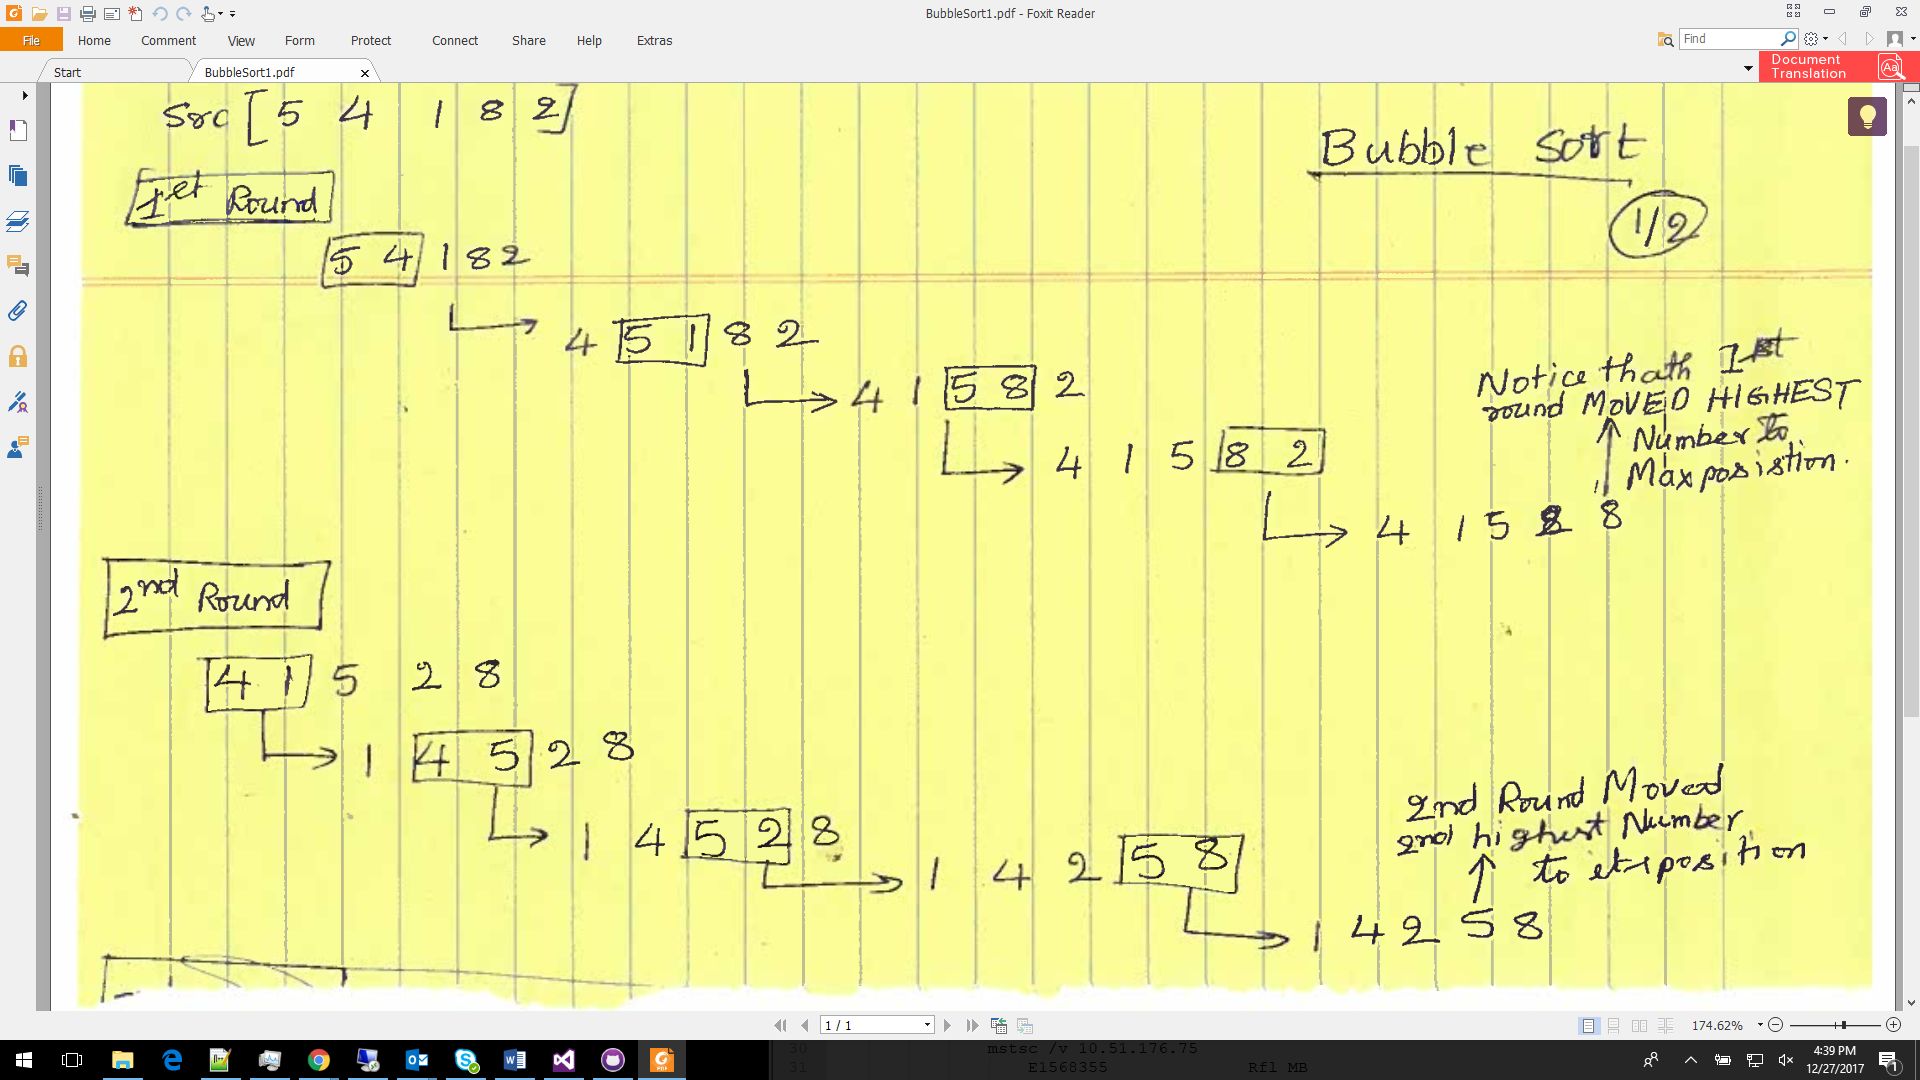 BubbleSort1.pdf - Foxit Reader
File Home Comment View Form Protect Connect Share Help Extras
Find
Start BubbleSort1.pdf
Document
Translation
Src [5 4 1 8 2]
Bubble Sort
1st Round
1/2
5 4 1 8 2
4 5 1 8 2
4 1 5 8 2
4 1 5 8 2
Notice thath 1st
round MOVED HIGHEST
Number to
Max posistion.
4 1 5 2 8
2nd Round
4 1 5 2 8
1 4 5 2 8
1 4 5 2 8
1 4 2 5 8
2nd Round Moved
2nd highest Number
to position
1 4 2 5 8
1 / 1
174.62%
30 mstsc /v 10.51.176.75
31 E1568355 Rfl MB
4:39 PM
12/27/2017
1